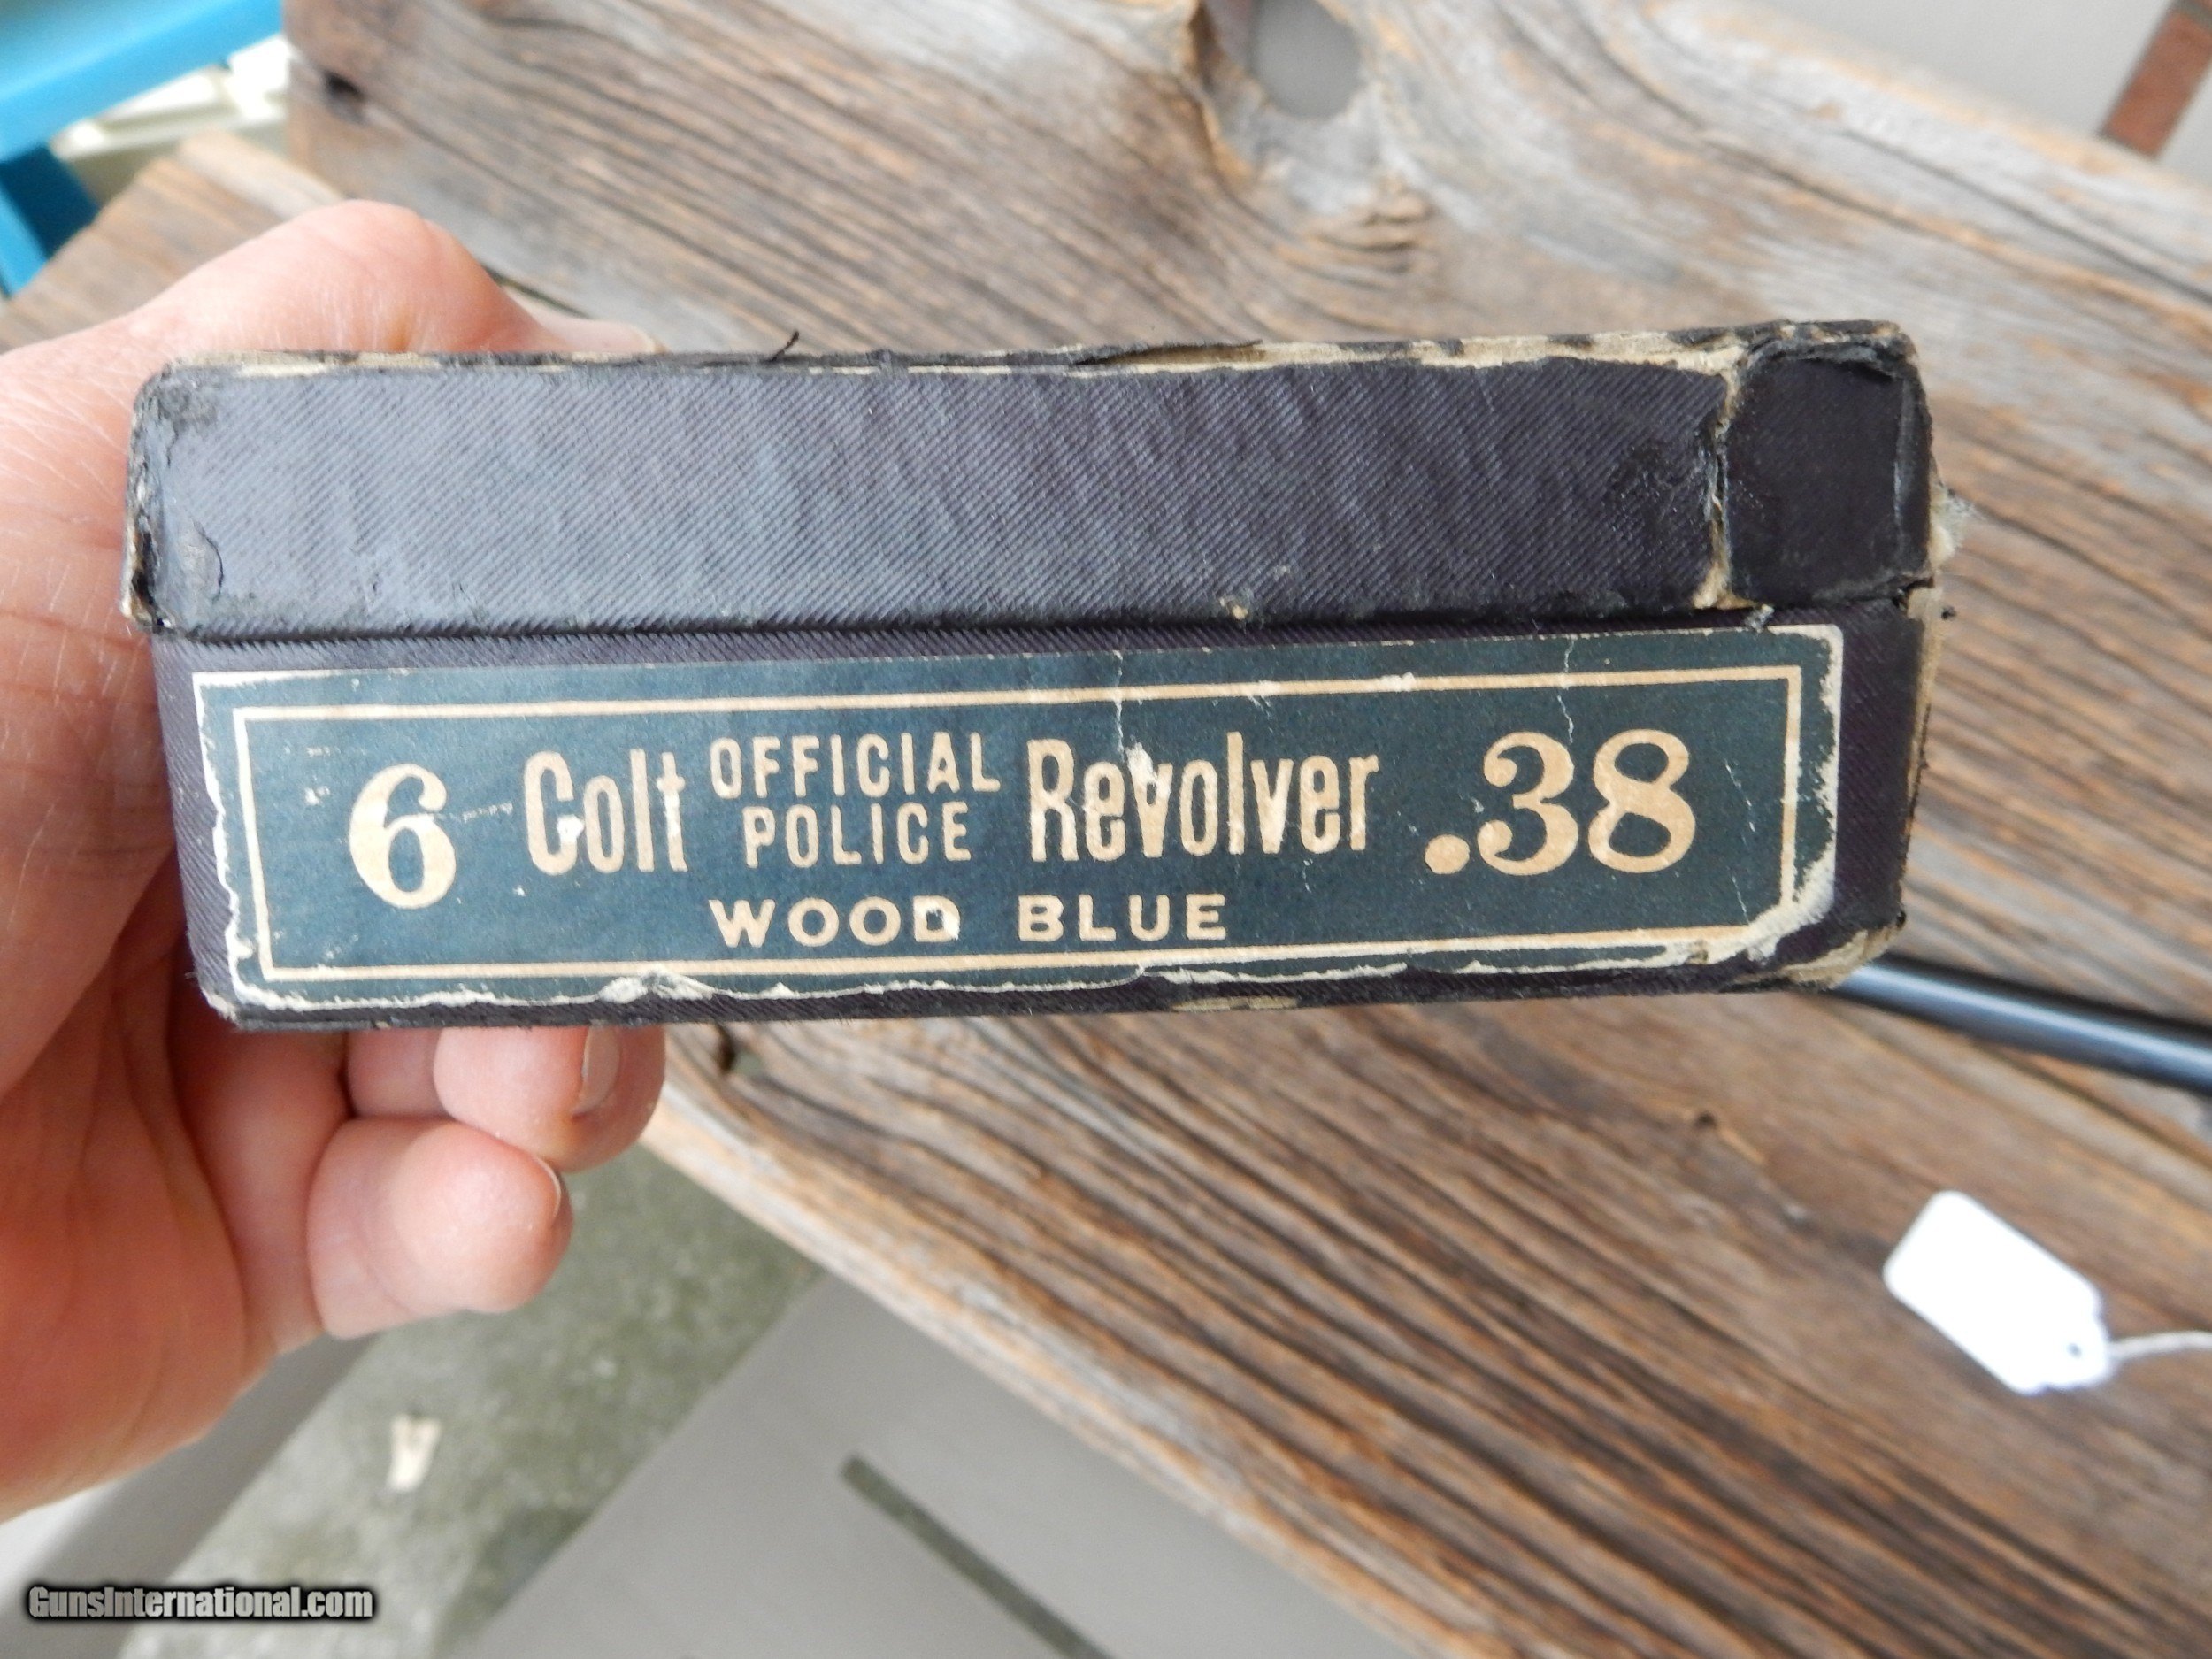 6 Colt OFFICIAL POLICE Revolver .38
WOOD BLUE
GunsInternational.com